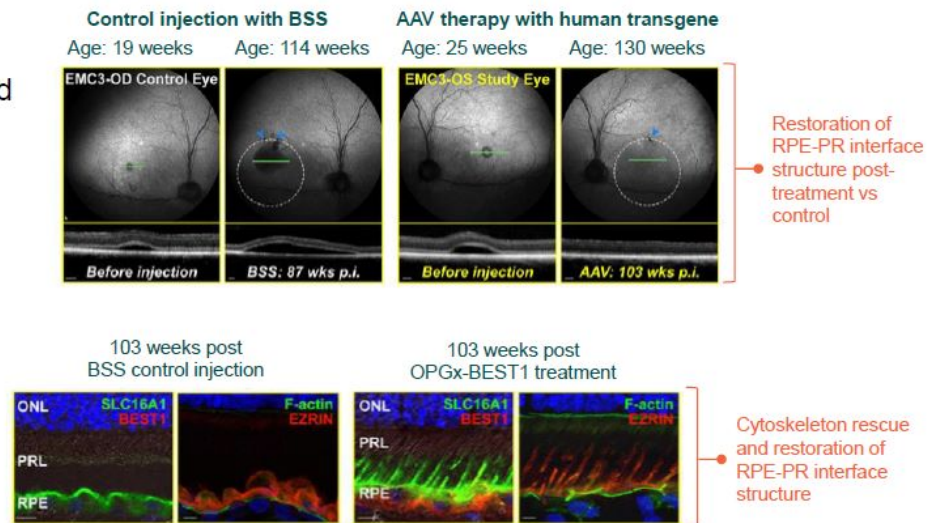 Control injection with BSS
AAV therapy with human transgene
Age: 19 weeks
Age: 114 weeks
Age: 25 weeks
Age: 130 weeks
d
EMC3-OD Control Eye
EMC3-OS Study Eye
Before injection
BSS: 87 wks p.i.
Before injection
AAV: 103 wks p.i.
Restoration of
RPE-PR interface
structure post-
treatment vs
control
103 weeks post
BSS control injection
103 weeks post
OPGx-BEST1 treatment
ONL
SLC16A1
BEST1
PRL
RPE
F-actin
EZRIN
ONL
SLC16A1
BEST1
PRL
RPE
F-actin
EZRIN
Cytoskeleton rescue
and restoration of
RPE-PR interface
structure